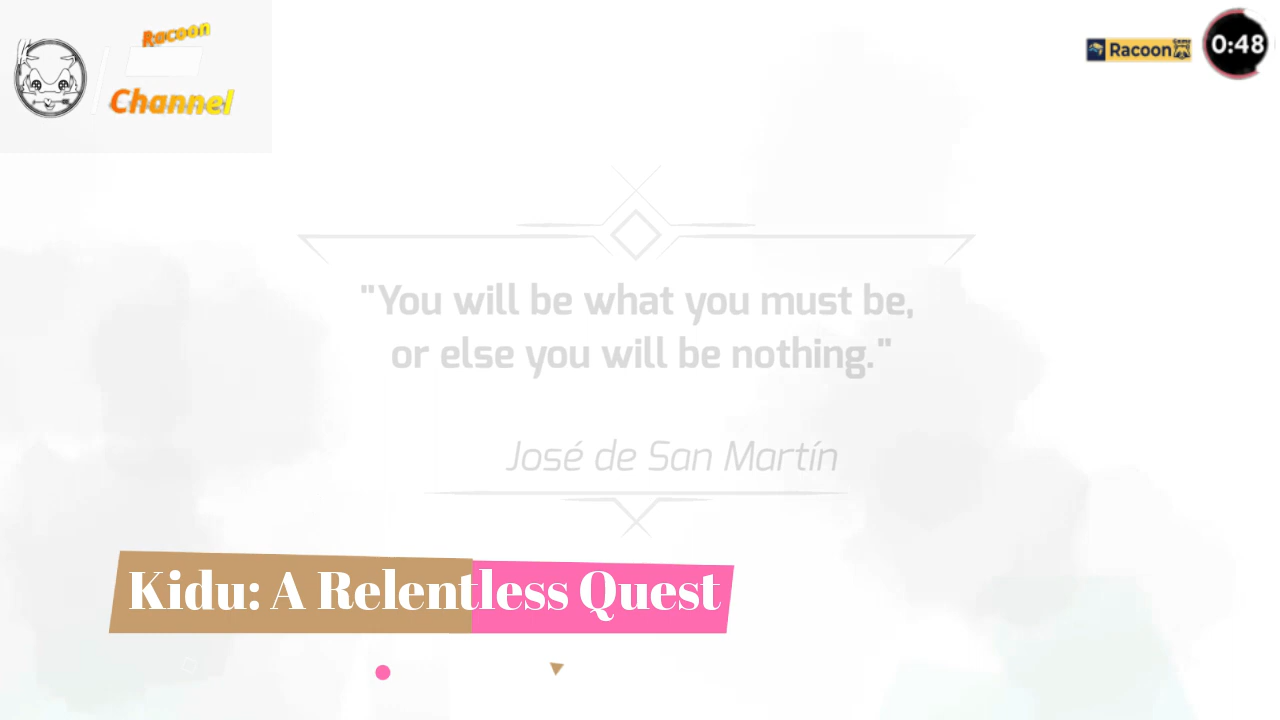 Racoon
Channel
Racoon
GAME
0:48
"You will be what you must be,
or else you will be nothing."
José de San Martín
Kidu: A Relentless Quest